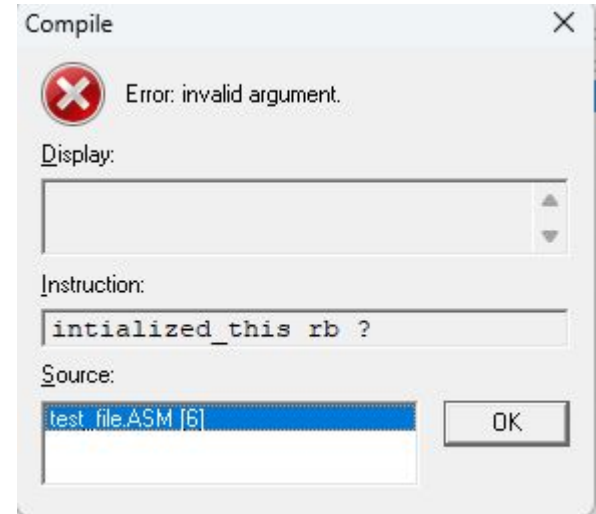 Compile
Error: invalid argument.
Display:
Instruction:
intialized_this rb ?
Source:
test_file.ASM [6]
OK